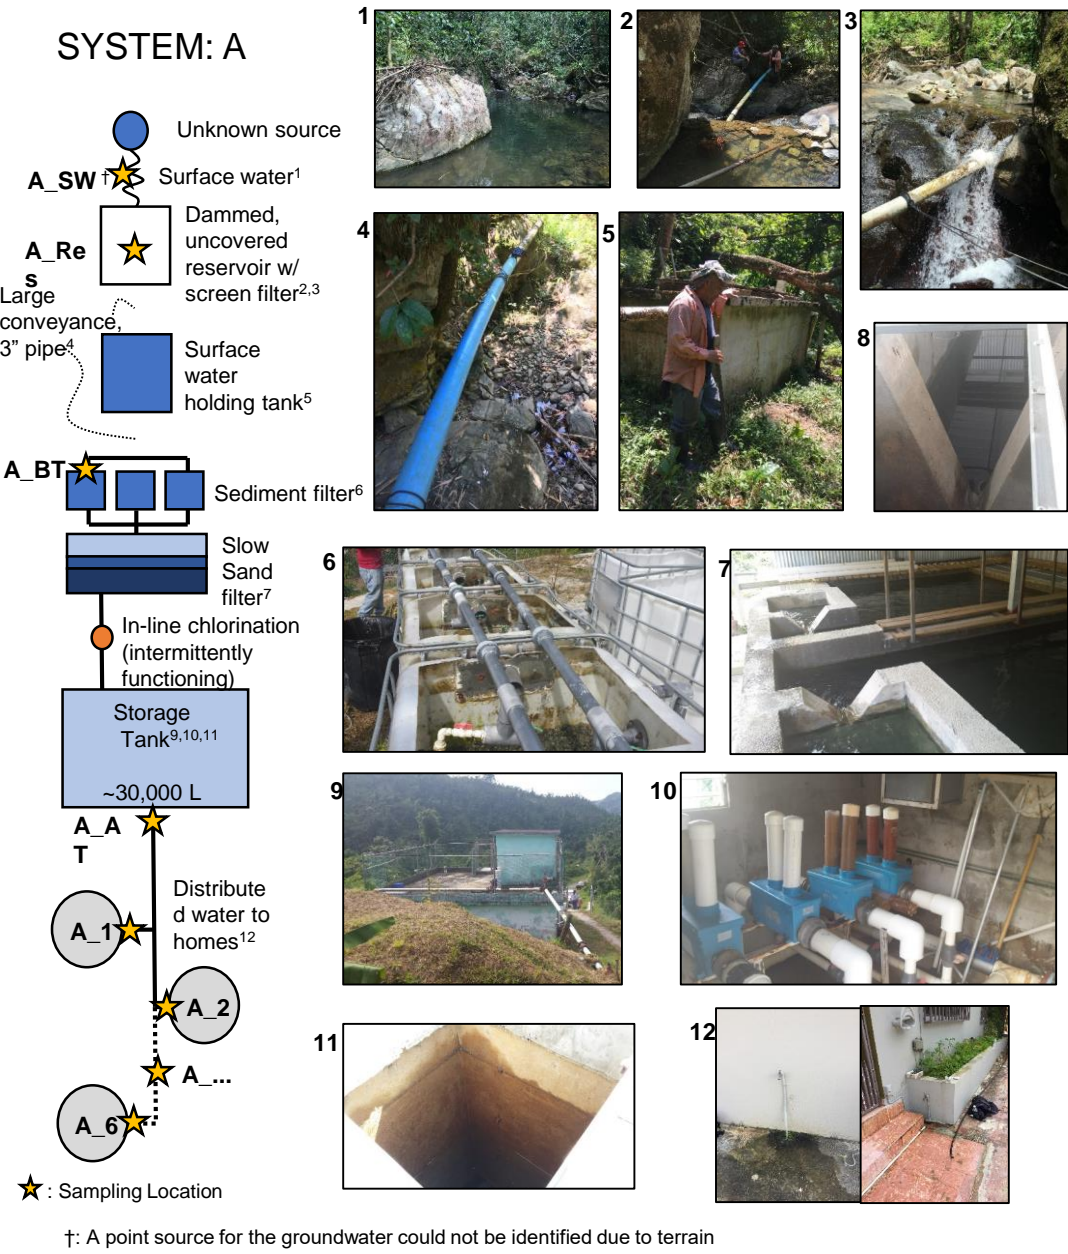 SYSTEM: A
Unknown source
A_SW †
Surface water1
A_Re
s
Dammed,
uncovered
reservoir w/
screen filter2,3
Large
conveyance,
3” pipe4
Surface
water
holding tank5
A_BT
Sediment filter6
Slow
Sand
filter7
In-line chlorination
(intermittently
functioning)
Storage
Tank9,10,11
~30,000 L
A_A
T
Distribute
d water to
homes12
A_1
A_2
A_...
A_6
: Sampling Location
1
2
3
4
5
8
6
7
9
10
11
12
†: A point source for the groundwater could not be identified due to terrain